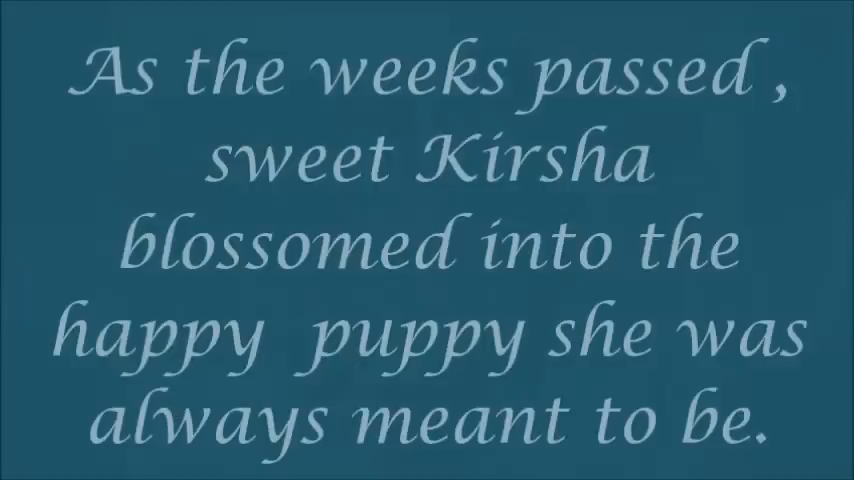 As the weeks passed ,
sweet Kirsha
blossomed into the
happy  puppy she was
always meant to be.